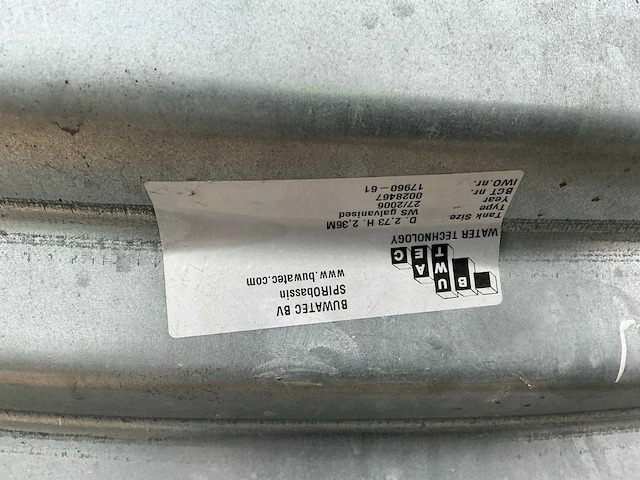 BUWATEC BV
SPIRObassin
www.buwatec.com
BUWATEC
WATER TECHNOLOGY
Tank Size D. 2,73 H. 2,36M
Type - WS galvanised
Year 27/2006
BCT nr. 0028467
IWO.nr. 17960-61